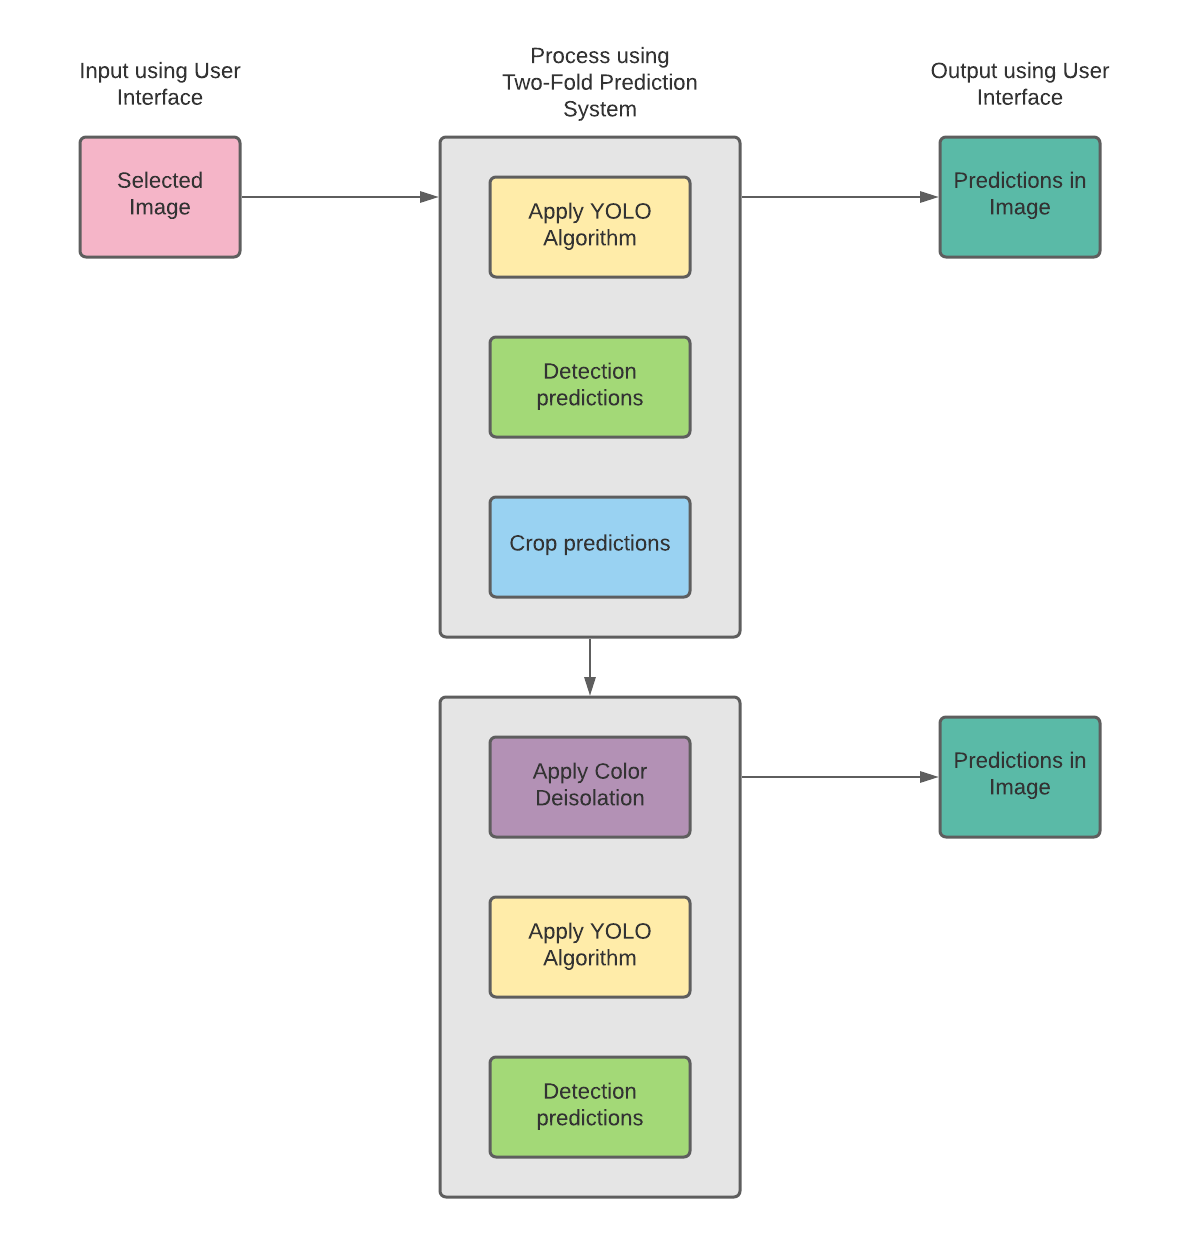 Input using User
Interface
Process using
Two-Fold Prediction
System
Output using User
Interface
Selected
Image
Apply YOLO
Algorithm
Predictions in
Image
Detection
predictions
Crop predictions
Apply Color
Deisolation
Predictions in
Image
Apply YOLO
Algorithm
Detection
predictions